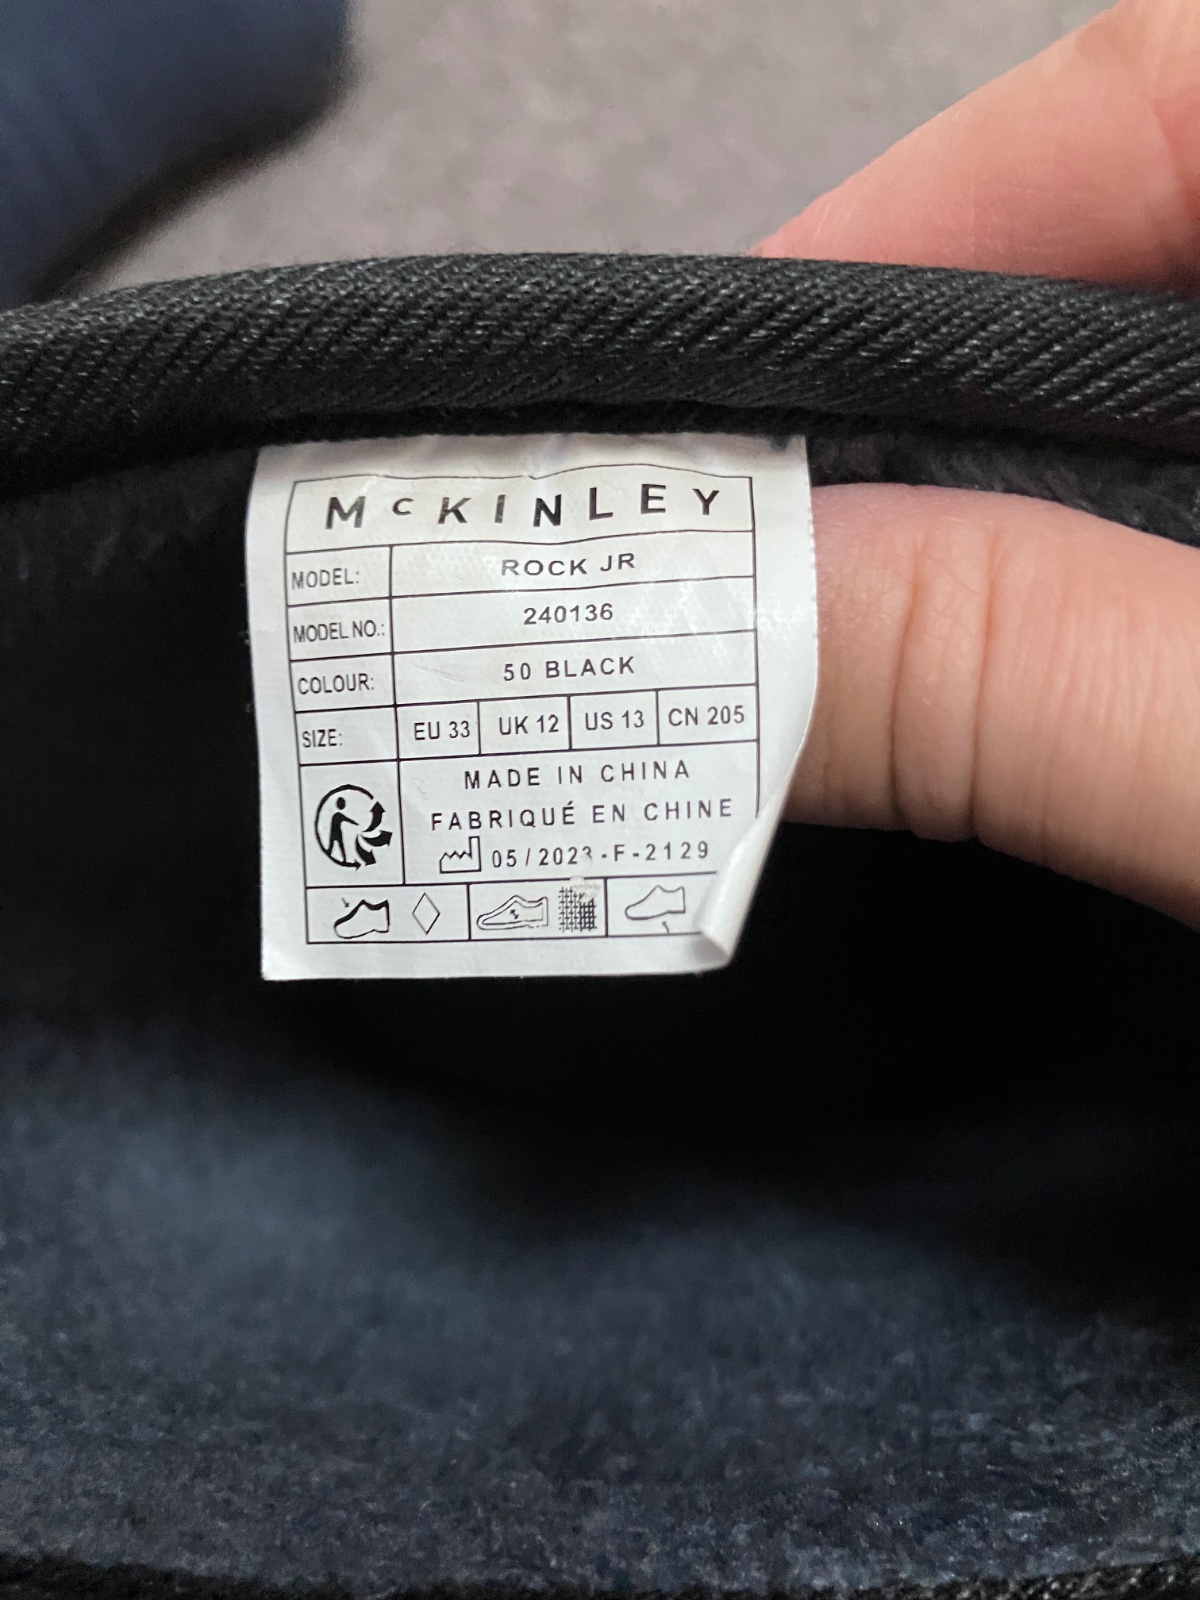 McKINLEY
MODEL: ROCK JR
MODEL NO.: 240136
COLOUR: 50 BLACK
SIZE: EU 33 UK 12 US 13 CN 205
MADE IN CHINA
FABRIQUÉ EN CHINE
05/2023-F-2129